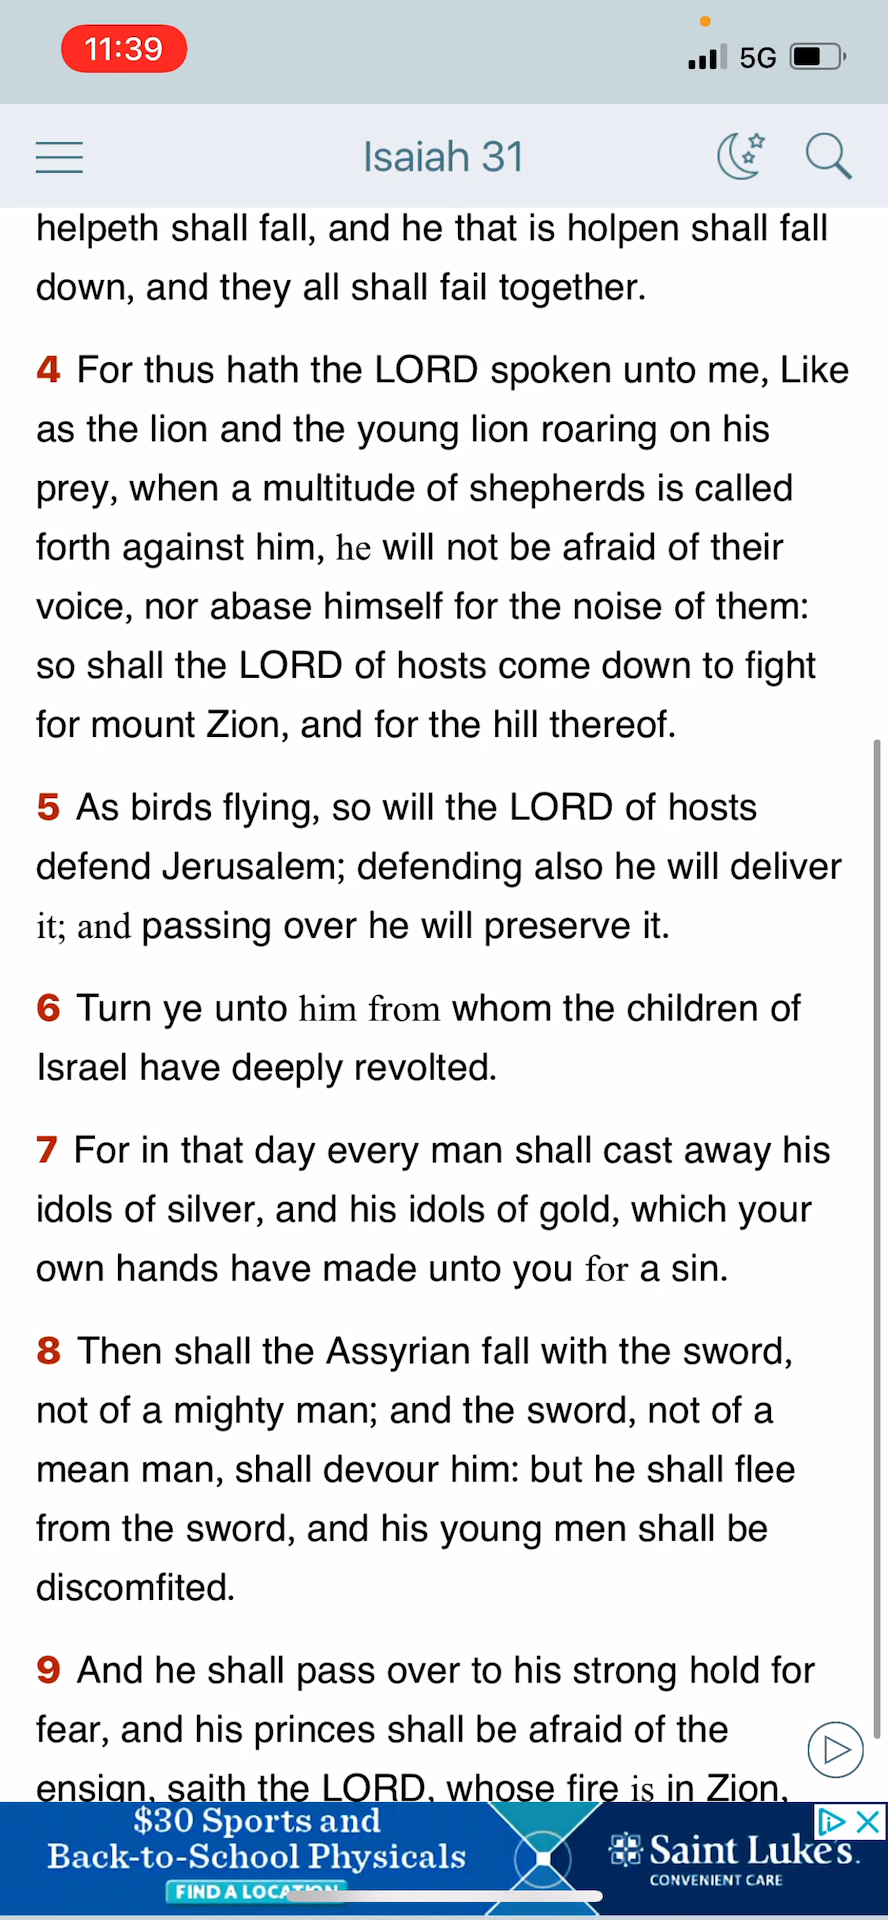 11:39
5G
Isaiah 31
helpeth shall fall, and he that is holpen shall fall
down, and they all shall fail together.
4 For thus hath the LORD spoken unto me, Like
as the lion and the young lion roaring on his
prey, when a multitude of shepherds is called
forth against him, he will not be afraid of their
voice, nor abase himself for the noise of them:
so shall the LORD of hosts come down to fight
for mount Zion, and for the hill thereof.
5 As birds flying, so will the LORD of hosts
defend Jerusalem; defending also he will deliver
it; and passing over he will preserve it.
6 Turn ye unto him from whom the children of
Israel have deeply revolted.
7 For in that day every man shall cast away his
idols of silver, and his idols of gold, which your
own hands have made unto you for a sin.
8 Then shall the Assyrian fall with the sword,
not of a mighty man; and the sword, not of a
mean man, shall devour him: but he shall flee
from the sword, and his young men shall be
discomfited.
9 And he shall pass over to his strong hold for
fear, and his princes shall be afraid of the
ensign, saith the LORD, whose fire is in Zion,
$30 Sports and
Back-to-School Physicals
FIND A LOCATION
Saint Luke's.
CONVENIENT CARE